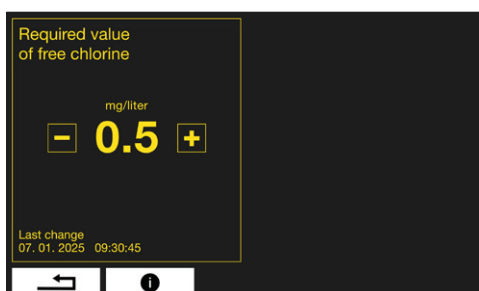 Required value
of free chlorine
mg/liter
− 0.5 +
Last change
07. 01. 2025 09:30:45
i